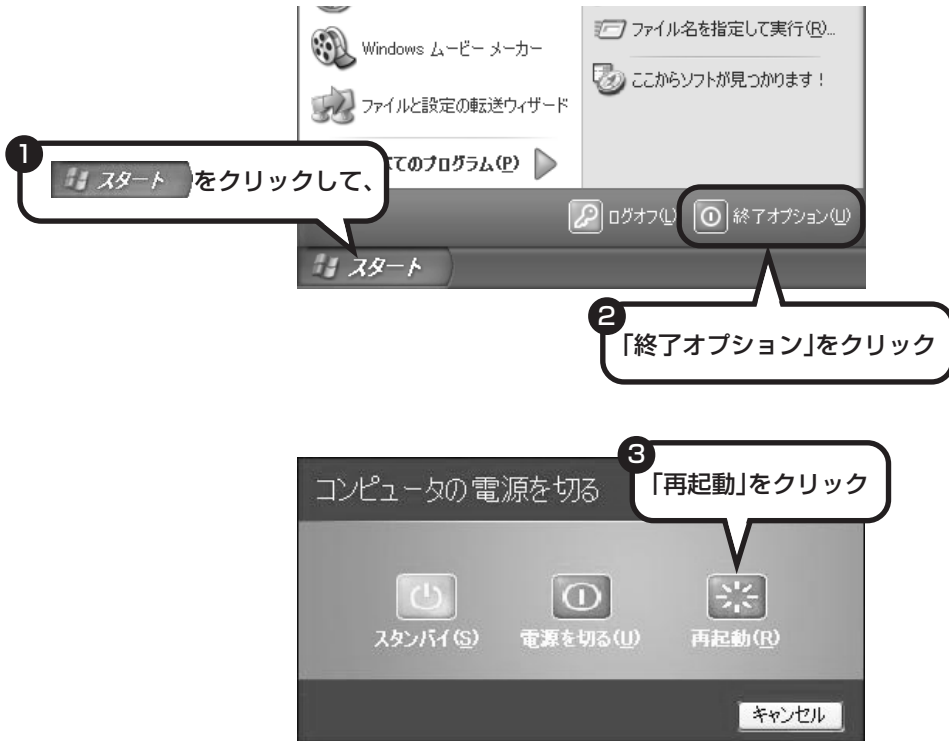 Windows ムービー メーカー
ファイルと設定の転送ウィザード
てのプログラム(P)
ファイル名を指定して実行(R)...
ここからソフトが見つかります!
1
スタート をクリックして、
ログオフ(L)
終了オプション(U)
スタート
2
「終了オプション」をクリック
3
「再起動」をクリック
コンピュータの電源を切る
スタンバイ(S)
電源を切る(U)
再起動(R)
キャンセル